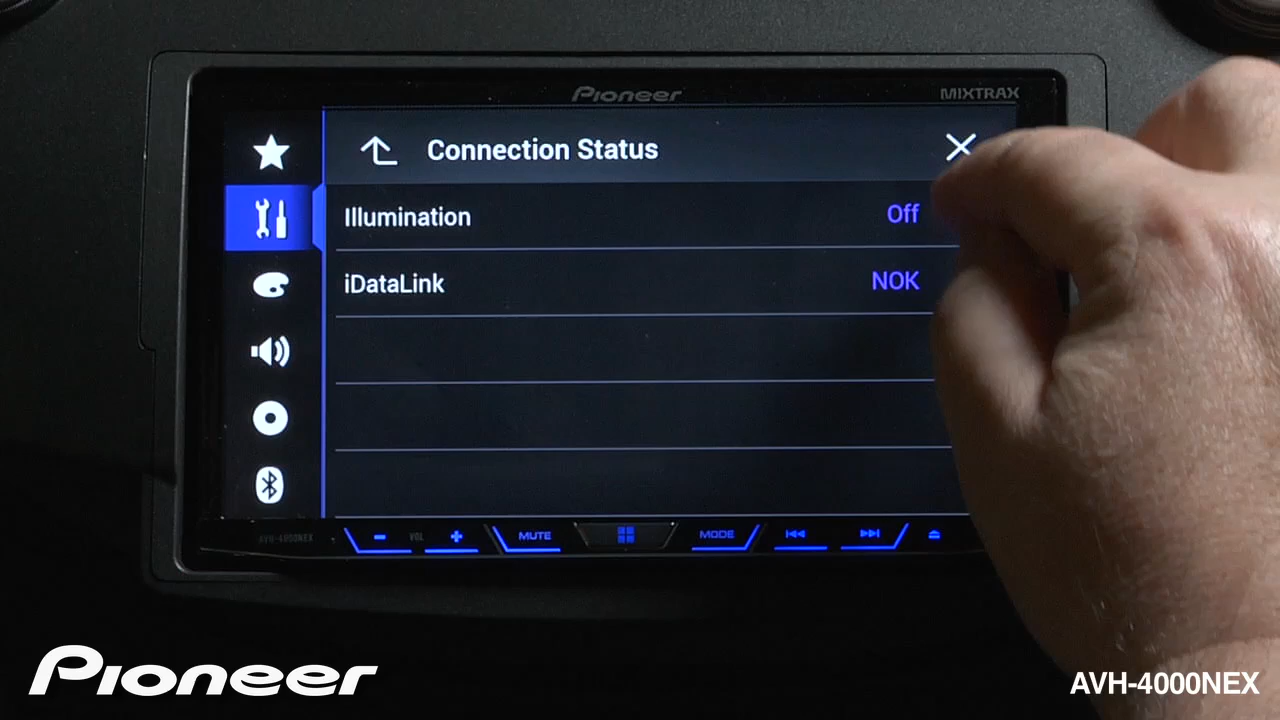 Pioneer
MIXTRAX
Connection Status
Illumination Off
iDataLink NOK
AVH-4000NEX
VOL
MUTE
MODE
Pioneer
AVH-4000NEX